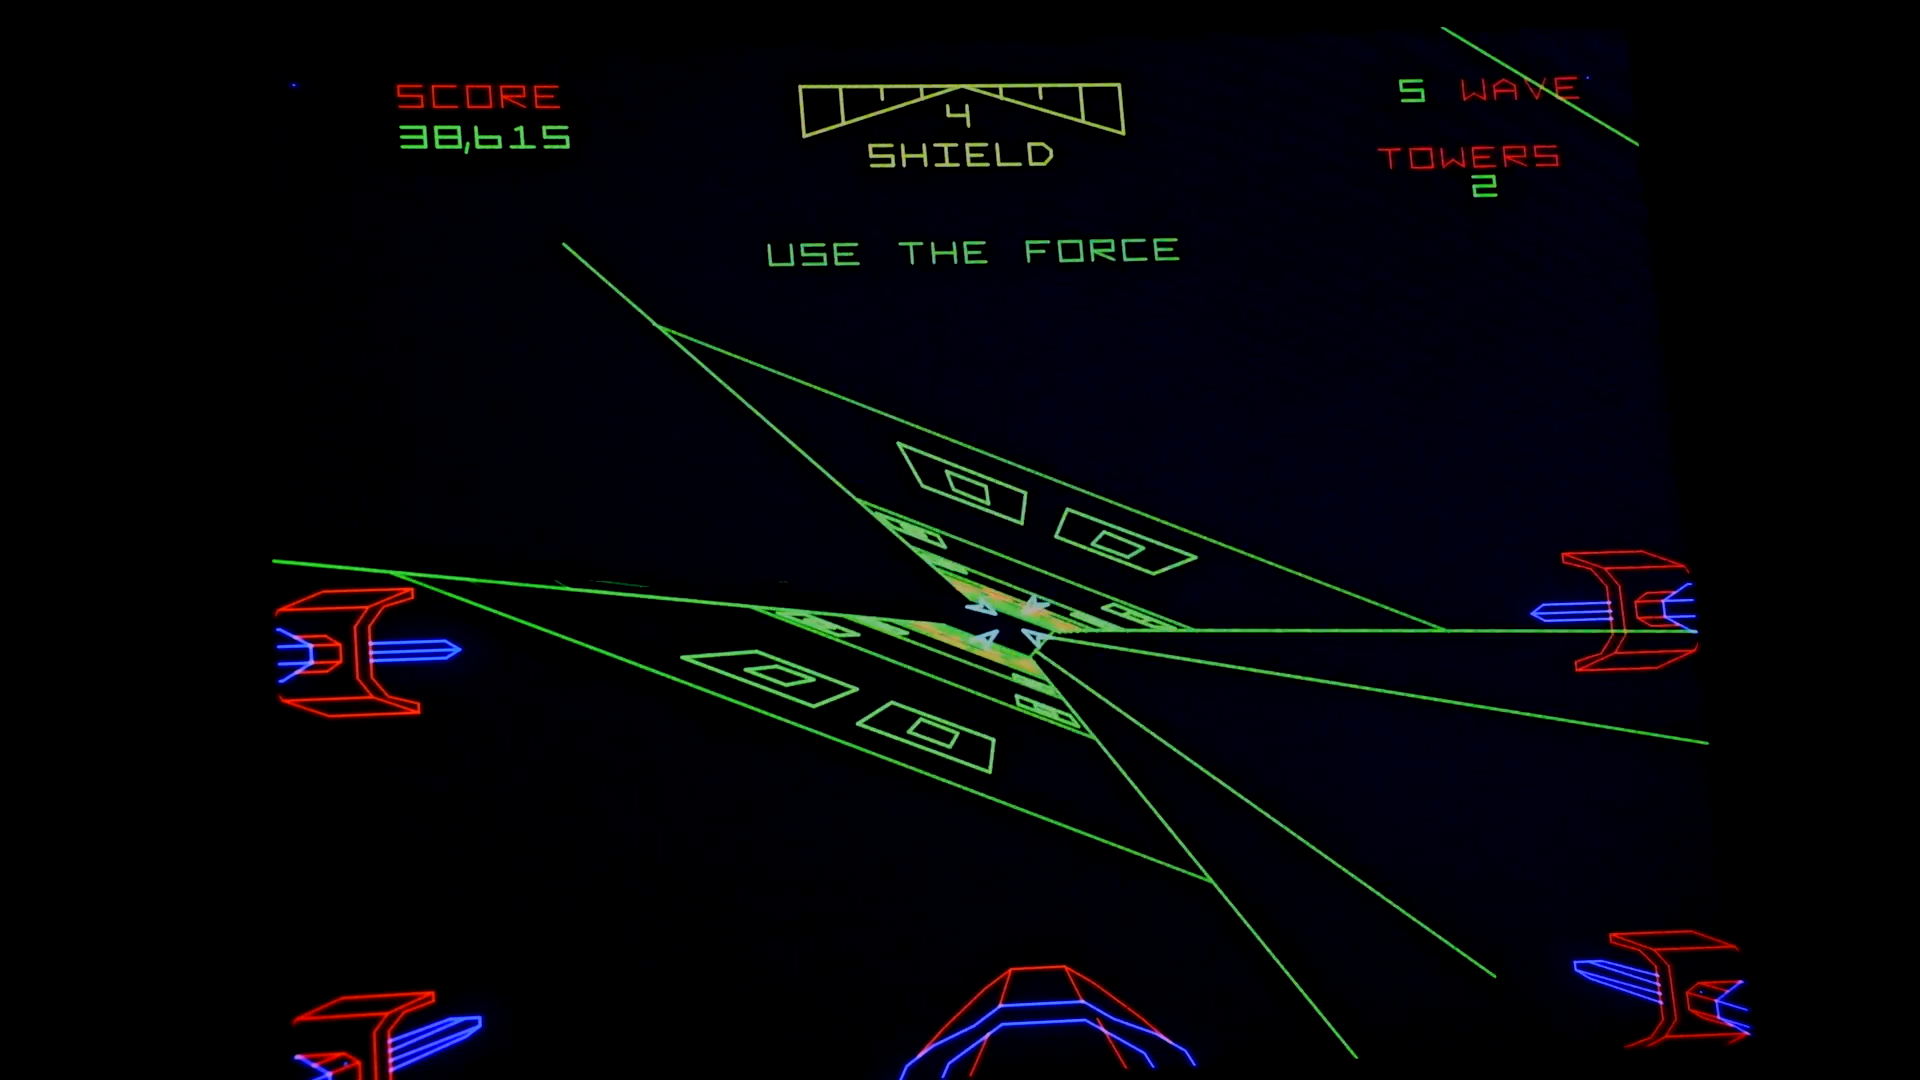 SCORE
38,615
4
SHIELD
5 WAVE
TOWERS
2
USE THE FORCE